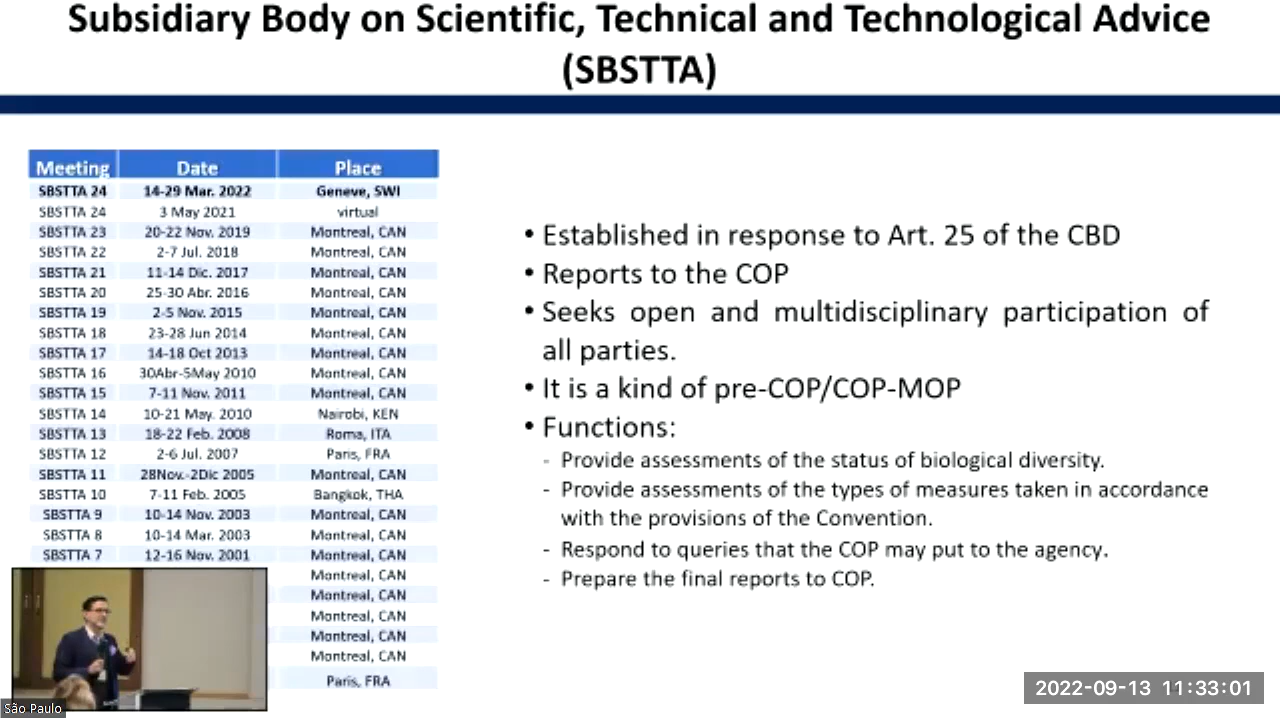 Subsidiary Body on Scientific, Technical and Technological Advice
(SBSTTA)
Meeting Date Place
SBSTTA 24 14-29 Mar. 2022 Geneve, SWI
SBSTTA 24 3 May 2021 virtual
SBSTTA 23 20-22 Nov. 2019 Montreal, CAN
SBSTTA 22 2-7 Jul. 2018 Montreal, CAN
SBSTTA 21 11-14 Dic. 2017 Montreal, CAN
SBSTTA 20 25-30 Abr. 2016 Montreal, CAN
SBSTTA 19 2-5 Nov. 2015 Montreal, CAN
SBSTTA 18 23-28 Jun 2014 Montreal, CAN
SBSTTA 17 14-18 Oct 2013 Montreal, CAN
SBSTTA 16 30Abr-5May 2010 Montreal, CAN
SBSTTA 15 7-11 Nov. 2011 Montreal, CAN
SBSTTA 14 10-21 May. 2010 Nairobi, KEN
SBSTTA 13 18-22 Feb. 2008 Roma, ITA
SBSTTA 12 2-6 Jul. 2007 Paris, FRA
SBSTTA 11 28Nov.-2Dic 2005 Montreal, CAN
SBSTTA 10 7-11 Feb. 2005 Bangkok, THA
SBSTTA 9 10-14 Nov. 2003 Montreal, CAN
SBSTTA 8 10-14 Mar. 2003 Montreal, CAN
SBSTTA 7 12-16 Nov. 2001 Montreal, CAN
Montreal, CAN
Montreal, CAN
Montreal, CAN
Montreal, CAN
Montreal, CAN
Paris, FRA
• Established in response to Art. 25 of the CBD
• Reports to the COP
• Seeks open and multidisciplinary participation of
all parties.
• It is a kind of pre-COP/COP-MOP
• Functions:
- Provide assessments of the status of biological diversity.
- Provide assessments of the types of measures taken in accordance
with the provisions of the Convention.
- Respond to queries that the COP may put to the agency.
- Prepare the final reports to COP.
São Paulo
2022-09-13 11:33:01